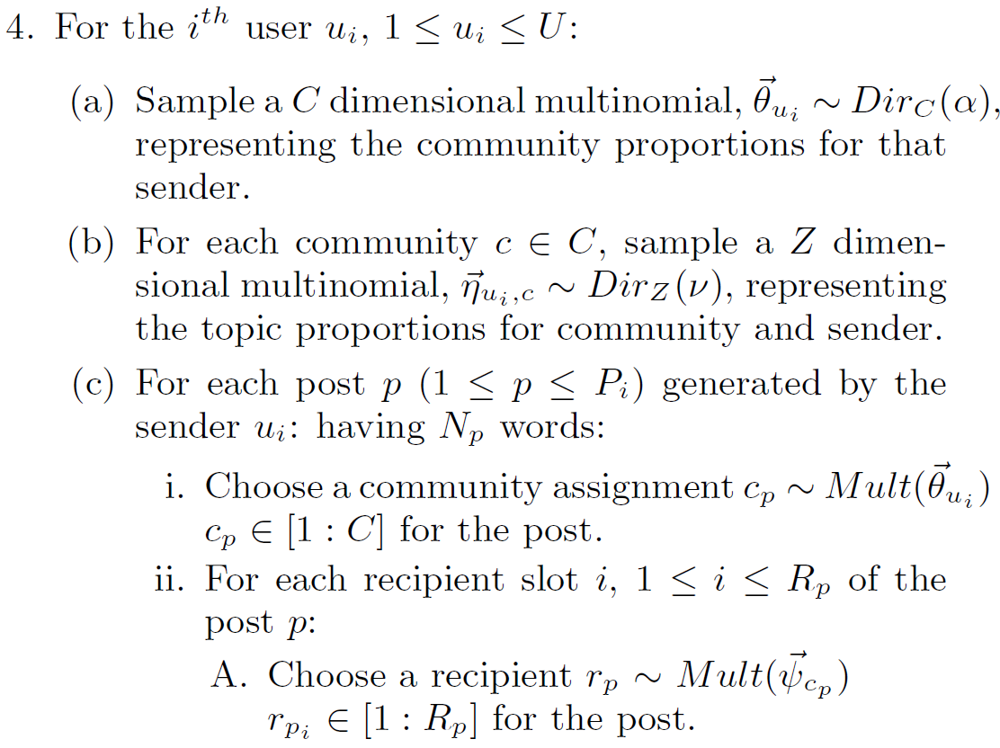 4. For the $i^{th}$ user $u_i$, $1 \leq u_i \leq U$:
(a) Sample a $C$ dimensional multinomial, $\vec{\theta}_{u_i} \sim Dir_C(\alpha)$,
representing the community proportions for that
sender.
(b) For each community $c \in C$, sample a $Z$ dimen-
sional multinomial, $\vec{\eta}_{u_i,c} \sim Dir_Z(\nu)$, representing
the topic proportions for community and sender.
(c) For each post $p$ ($1 \leq p \leq P_i$) generated by the
sender $u_i$: having $N_p$ words:
i. Choose a community assignment $c_p \sim Mult(\vec{\theta}_{u_i})$
$c_p \in [1 : C]$ for the post.
ii. For each recipient slot $i$, $1 \leq i \leq R_p$ of the
post $p$:
A. Choose a recipient $r_p \sim Mult(\vec{\psi}_{c_p})$
$r_{p_i} \in [1 : R_p]$ for the post.